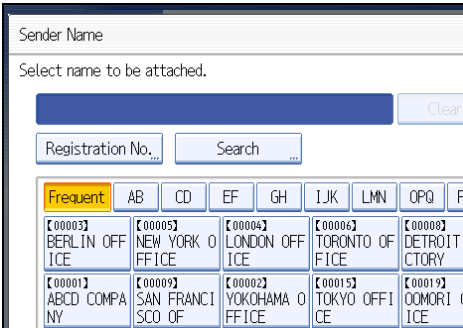 Sender Name
Select name to be attached.
Clear
Registration No. Search
Frequent AB CD EF GH IJK LMN OPQ
【00003】 【00005】 【00004】 【00006】 【00008】
BERLIN OFF NEW YORK O LONDON OFF TORONTO OF DETROIT
ICE FFICE ICE FICE CTORY
【00001】 【00009】 【00002】 【00015】 【00019】
ABCD COMPA SAN FRANCI YOKOHAMA O TOKYO OFFI OOMORI
NY SCO OF FFICE CE CE